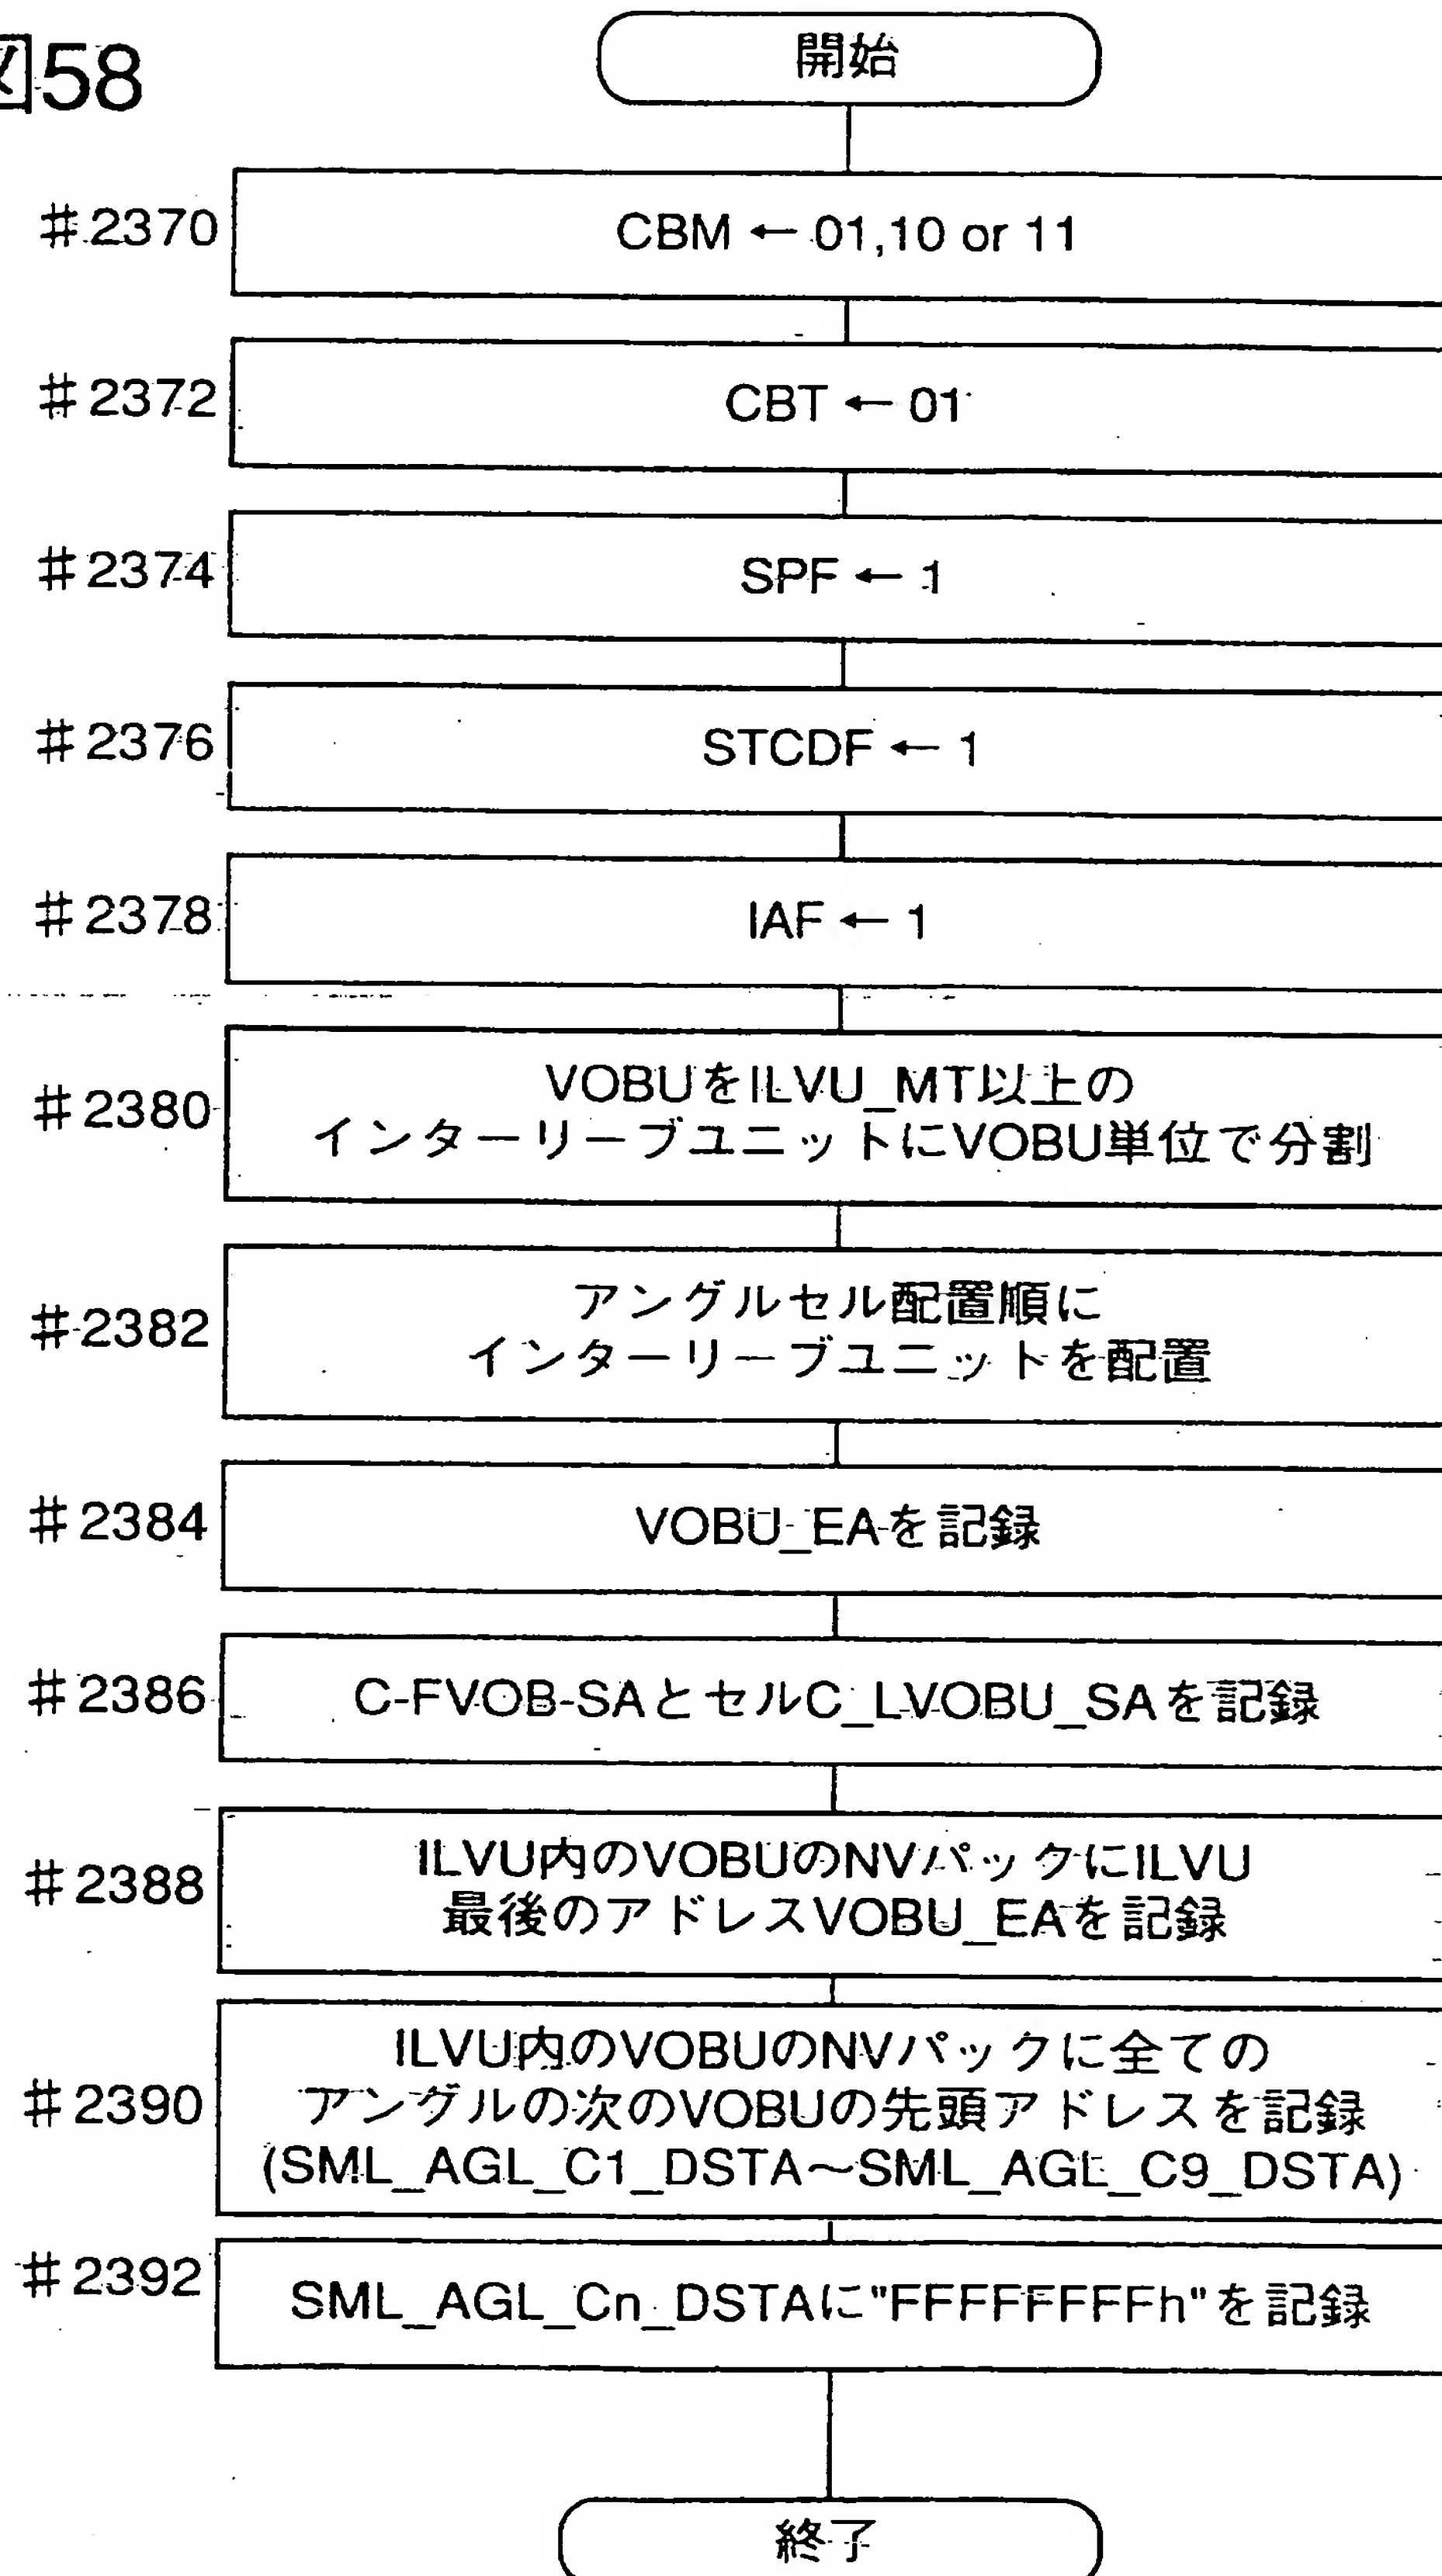 図58
開始
#2370
CBM ← 01,10 or 11
#2372
CBT ← 01
#2374
SPF ← 1
#2376
STCDF ← 1
#2378
IAF ← 1
#2380
VOBUをILVU_MT以上の
インターリーブユニットにVOBU単位で分割
#2382
アングルセル配置順に
インターリーブユニットを配置
#2384
VOBU_EAを記録
#2386
C-FVOB-SAとセルC_LVOBU_SAを記録
#2388
ILVU内のVOBUのNVパックにILVU
最後のアドレスVOBU_EAを記録
#2390
ILVU内のVOBUのNVパックに全ての
アングルの次のVOBUの先頭アドレスを記録
(SML_AGL_C1_DSTA～SML_AGL_C9_DSTA)
#2392
SML_AGL_Cn_DSTAに"FFFFFFFFh"を記録
終了